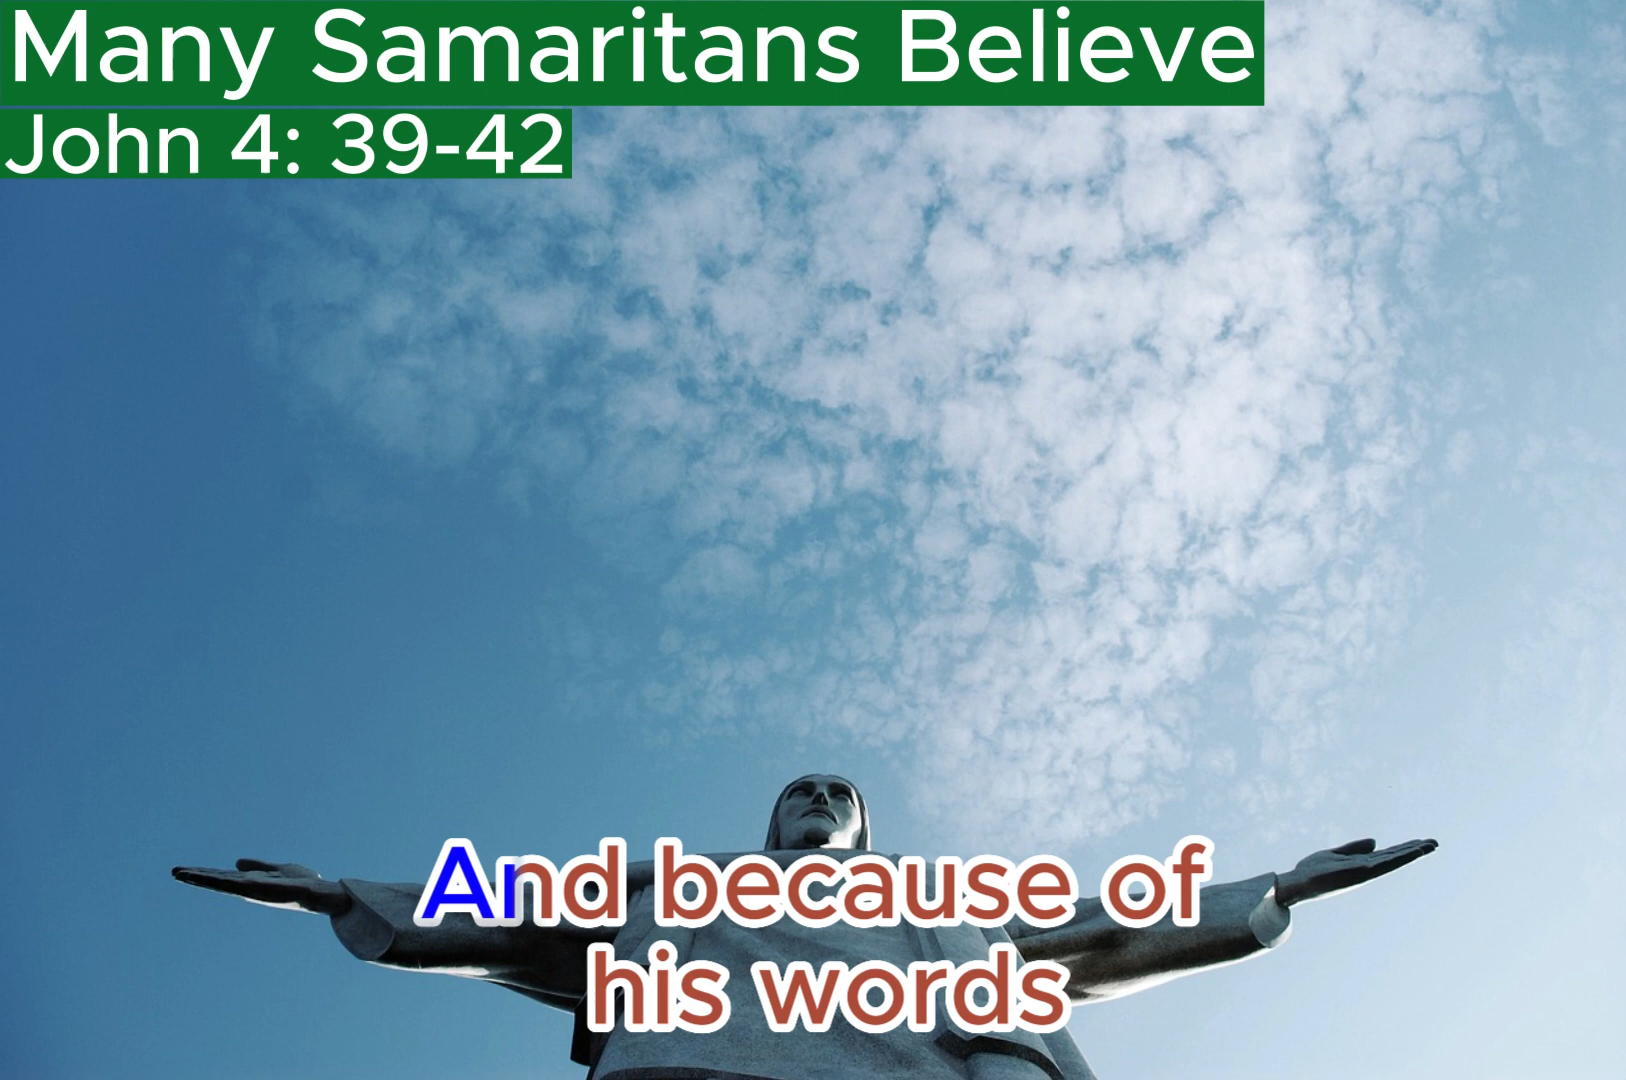 Many Samaritans Believe
John 4: 39-42
And because of
his words